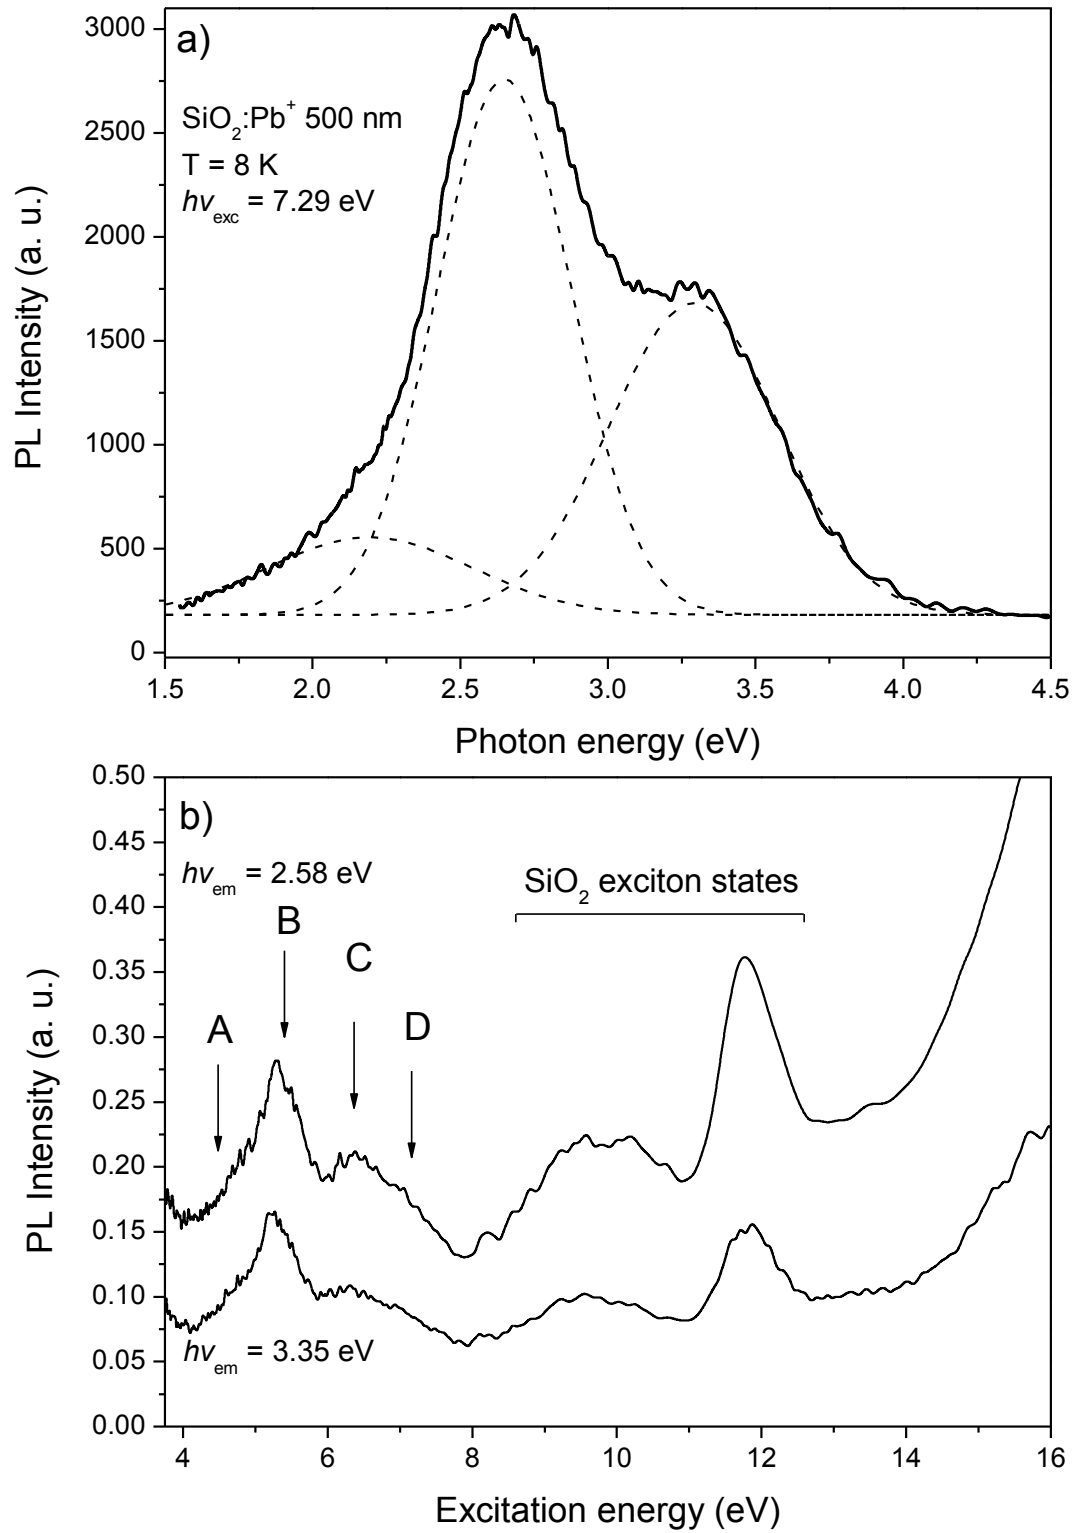 a)
SiO₂:Pb⁺ 500 nm
T = 8 K
hν_exc = 7.29 eV
PL Intensity (a. u.)
3000
2500
2000
1500
1000
500
0
1.5 2.0 2.5 3.0 3.5 4.0 4.5
Photon energy (eV)
b)
hν_em = 2.58 eV
SiO₂ exciton states
A
B
C
D
hν_em = 3.35 eV
PL Intensity (a. u.)
0.50
0.45
0.40
0.35
0.30
0.25
0.20
0.15
0.10
0.05
0.00
4 6 8 10 12 14 16
Excitation energy (eV)